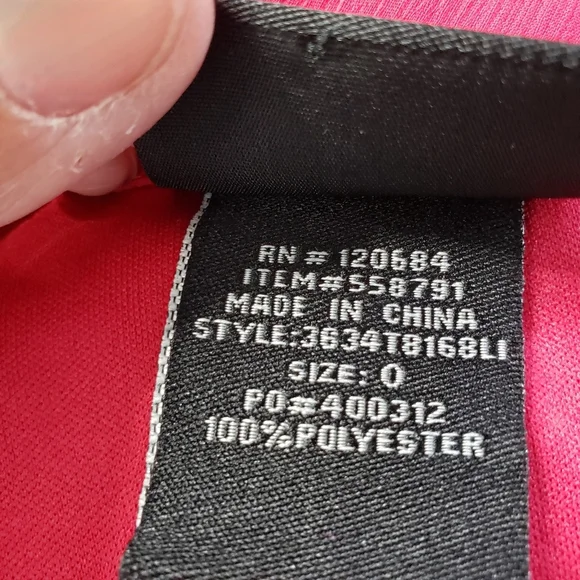 RN # 120684
ITEM#558791
MADE IN CHINA
STYLE:3634T8168LI
SIZE: 0
PO#400312
100%POLYESTER